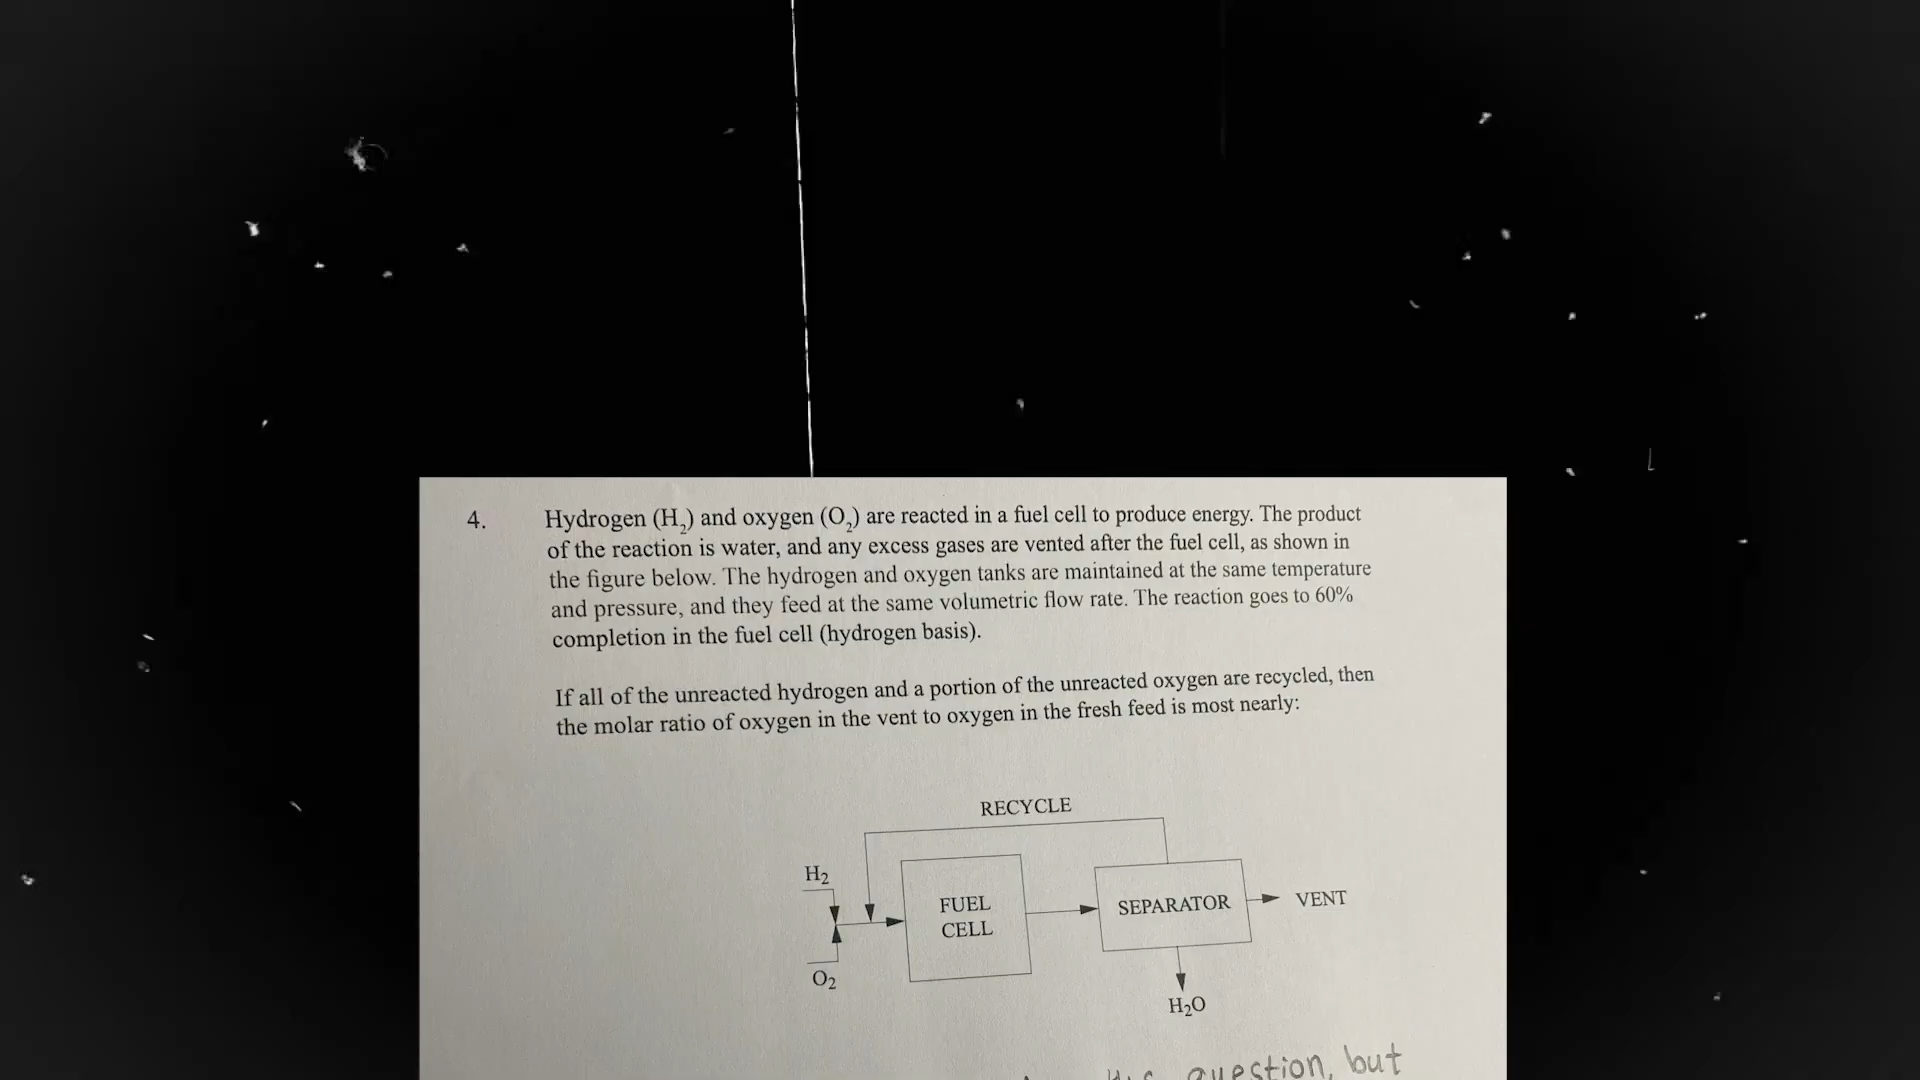 4. Hydrogen (H₂) and oxygen (O₂) are reacted in a fuel cell to produce energy. The product
of the reaction is water, and any excess gases are vented after the fuel cell, as shown in
the figure below. The hydrogen and oxygen tanks are maintained at the same temperature
and pressure, and they feed at the same volumetric flow rate. The reaction goes to 60%
completion in the fuel cell (hydrogen basis).
If all of the unreacted hydrogen and a portion of the unreacted oxygen are recycled, then
the molar ratio of oxygen in the vent to oxygen in the fresh feed is most nearly:
RECYCLE
H₂
FUEL
CELL
SEPARATOR
VENT
O₂
H₂O
question, but